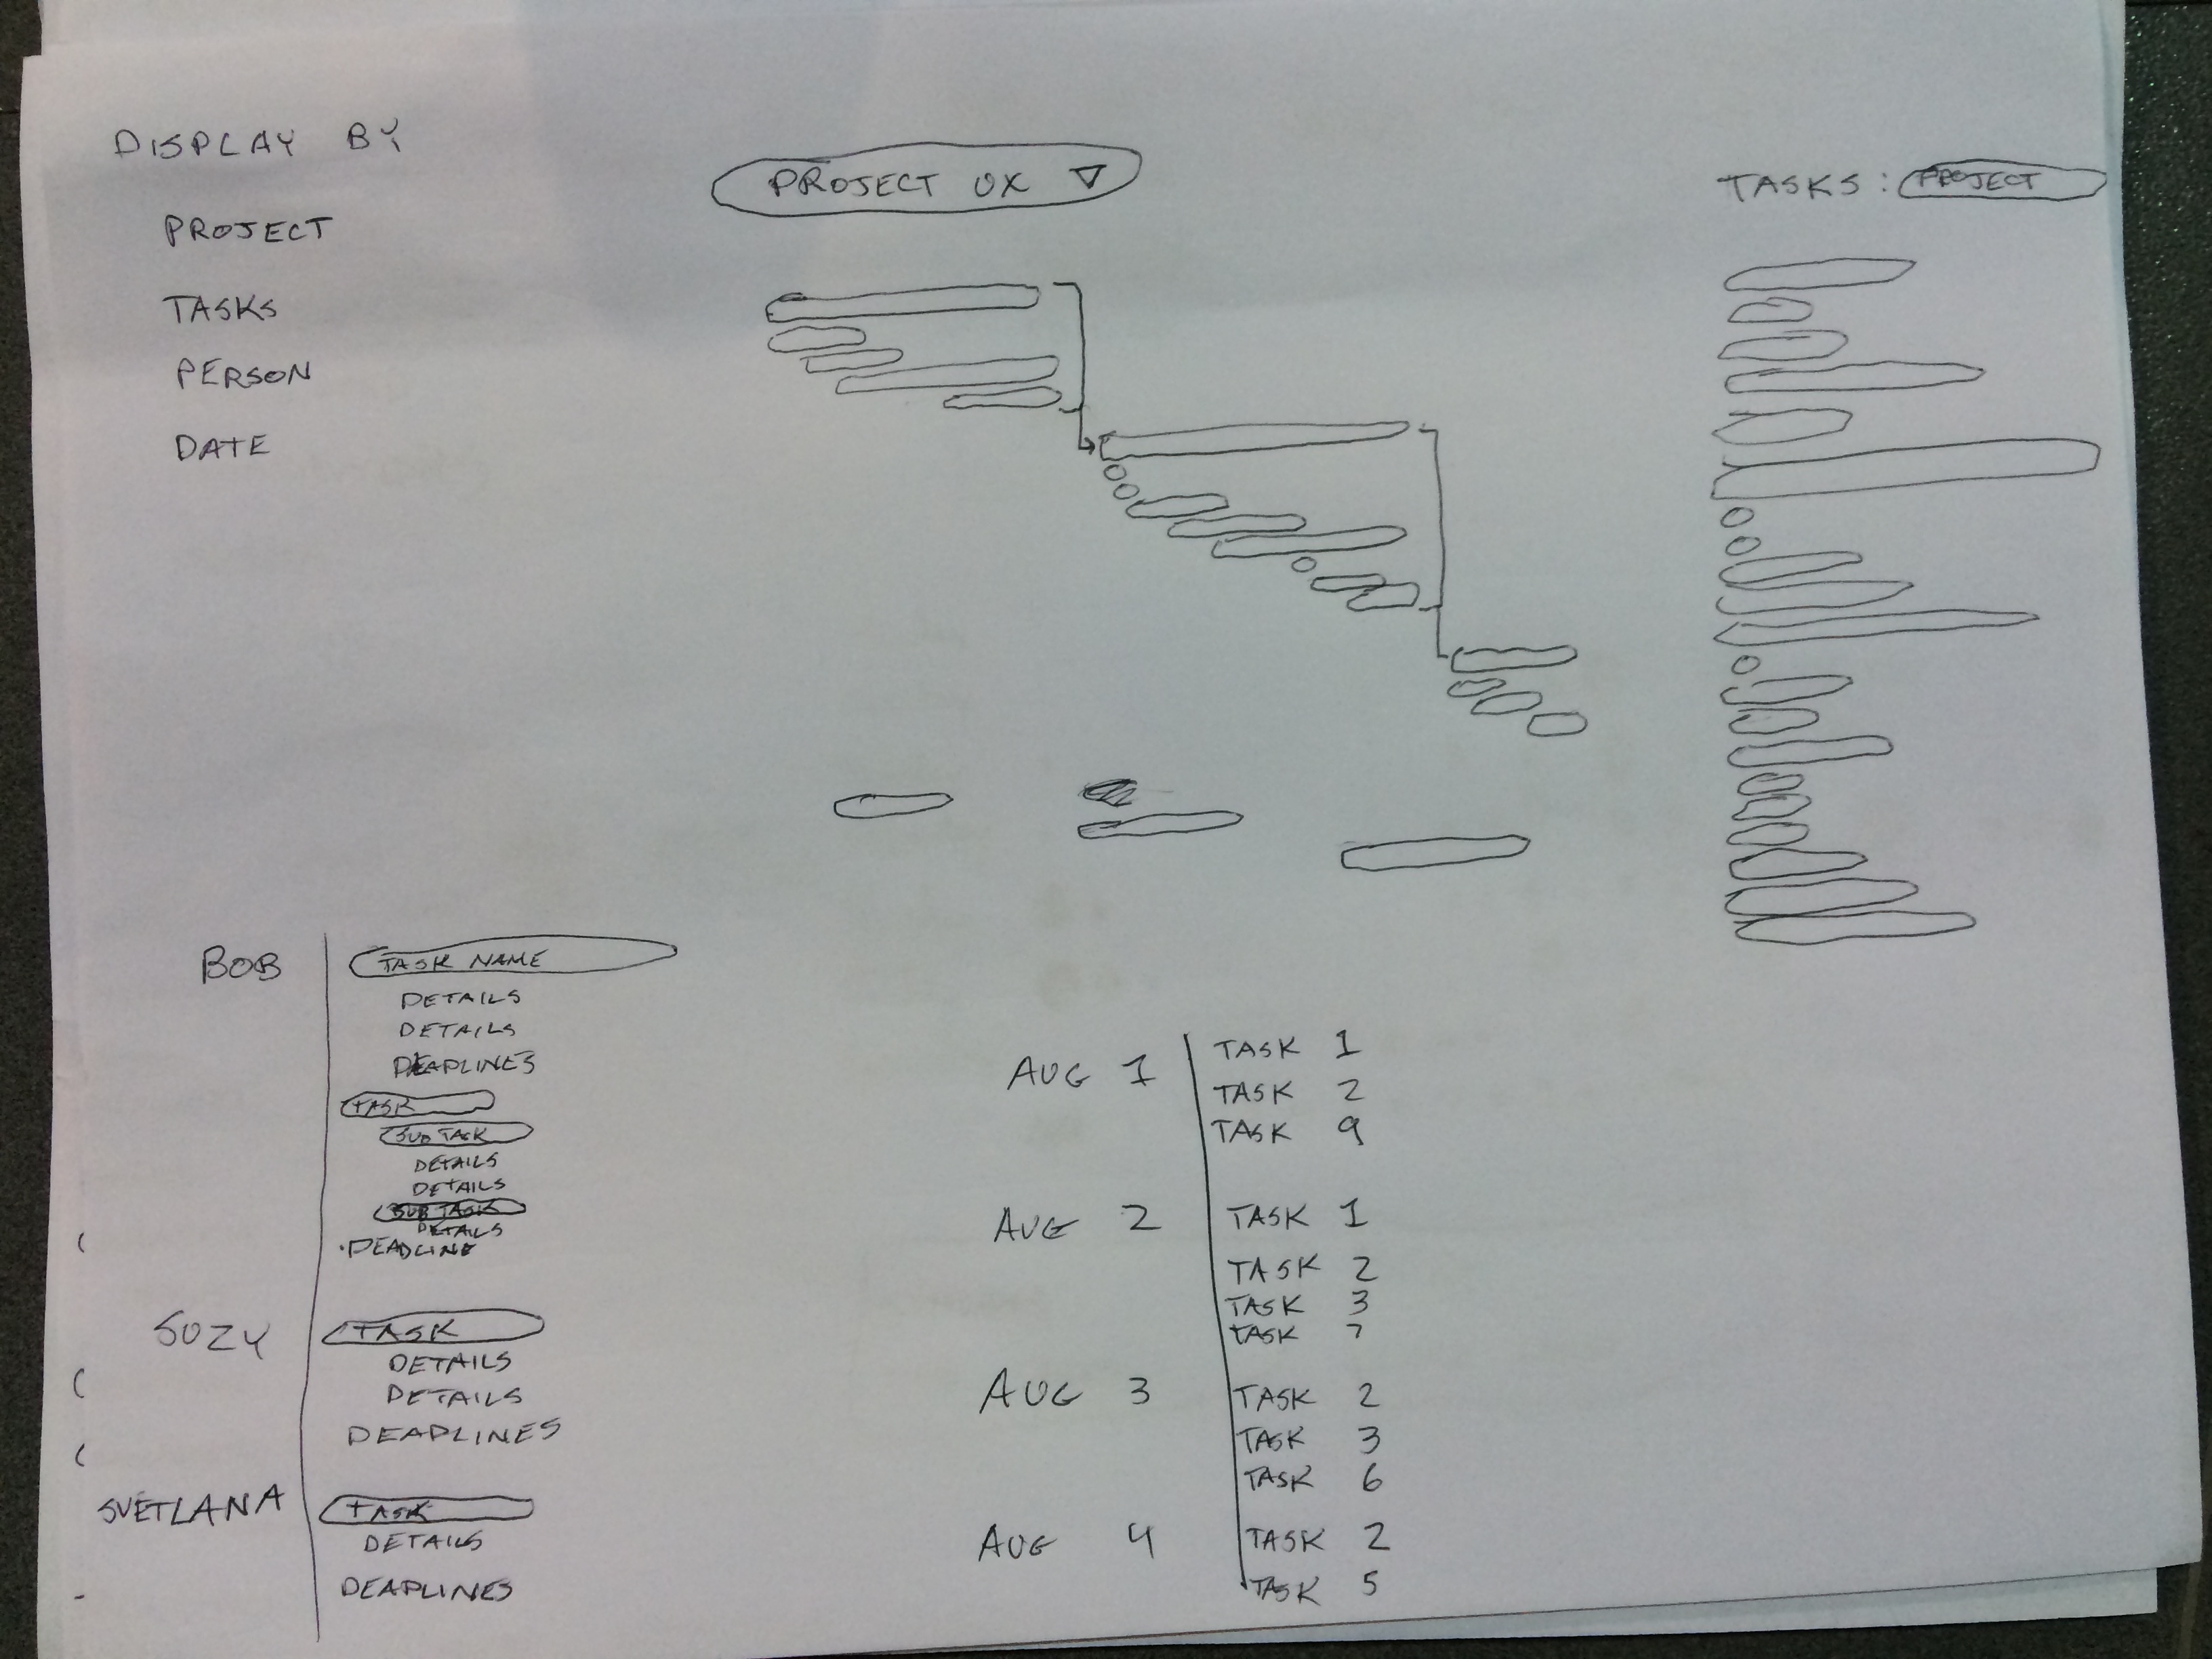 DISPLAY BY
PROJECT
TASKS
PERSON
DATE
PROJECT UX
TASKS: PROJECT
BOB
TASK NAME
DETAILS
DETAILS
DEADLINES
TASK
SUB TASK
DETAILS
DETAILS
SUB TASK
DETAILS
DEADLINE
SUZY
TASK
DETAILS
DETAILS
DEADLINES
SVETLANA
TASK
DETAILS
DEADLINES
AUG 1
TASK 1
TASK 2
TASK 9
AUG 2
TASK 1
TASK 2
TASK 3
TASK 7
AUG 3
TASK 2
TASK 3
TASK 6
AUG 4
TASK 2
TASK 5